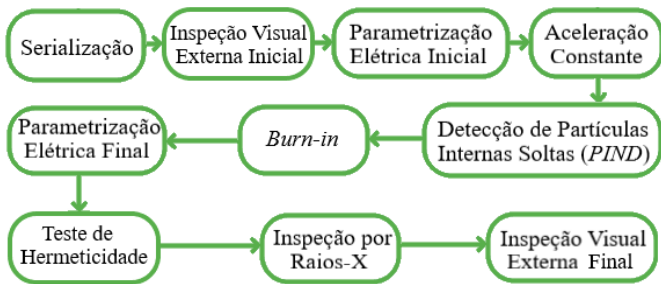 Serialização
Inspeção Visual
Externa Inicial
Parametrização
Elétrica Inicial
Aceleração
Constante
Detecção de Partículas
Internas Soltas (PIND)
Burn-in
Parametrização
Elétrica Final
Teste de
Hermeticidade
Inspeção por
Raios-X
Inspeção Visual
Externa Final